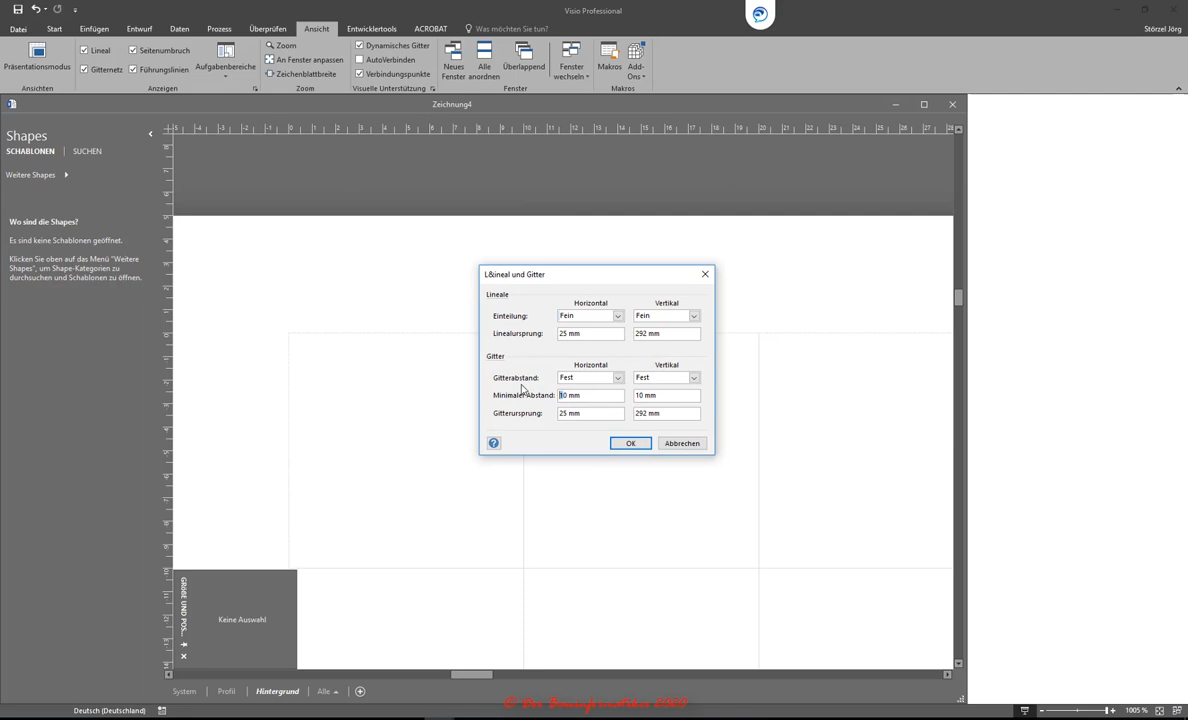 Visio Professional
Datei Start Einfügen Entwurf Daten Prozess Überprüfen Ansicht Entwicklertools ACROBAT Was möchten Sie tun? Störzel Jörg
Präsentationsmodus
Ansichten
Lineal Seitenumbruch
Gitternetz Führungslinien
Aufgabenbereiche
Anzeigen
Zoom
An Fenster anpassen
Zeichenblattbreite
Zoom
Dynamisches Gitter
AutoVerbinden
Verbindungspunkte
Visuelle Unterstützung
Neues Fenster
Alle anordnen
Überlappend
Fenster wechseln
Fenster
Makros
Add-Ons
Makros
Zeichnung4
Shapes
SCHABLONEN SUCHEN
Weitere Shapes
Wo sind die Shapes?
Es sind keine Schablonen geöffnet.
Klicken Sie oben auf das Menü "Weitere
Shapes", um Shape-Kategorien zu
durchsuchen und Schablonen zu öffnen.
L&ineal und Gitter
Lineale
Horizontal Vertikal
Einteilung: Fein Fein
Linealursprung: 25 mm 292 mm
Gitter
Horizontal Vertikal
Gitterabstand: Fest Fest
Minimaler Abstand: 10 mm 10 mm
Gitterursprung: 25 mm 292 mm
OK Abbrechen
GRÖßE UND POS...
Keine Auswahl
System Profil Hintergrund Alle
Deutsch (Deutschland) 1005 %